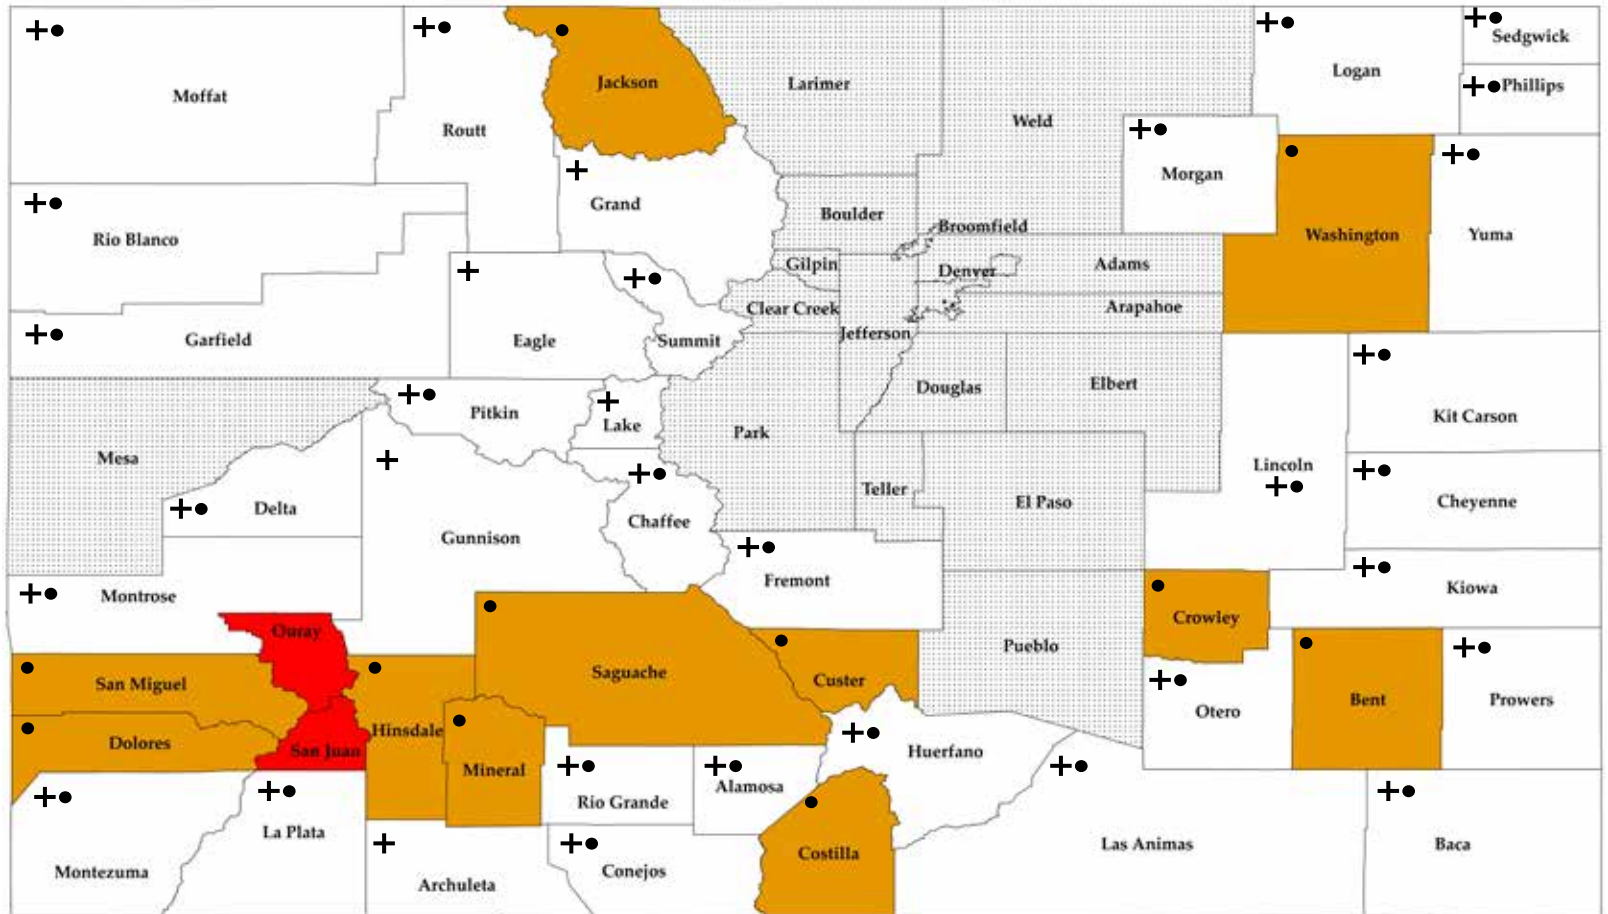 Sedgwick
Logan
Jackson
Larimer
Phillips
Moffat
Weld
Routt
Morgan
Grand
Boulder
Broomfield
Washington
Yuma
Rio Blanco
Gilpin
Denver
Adams
Clear Creek
Arapahoe
Jefferson
Garfield
Eagle
Summit
Douglas
Elbert
Pitkin
Kit Carson
Lake
Park
Mesa
Lincoln
Teller
Cheyenne
El Paso
Delta
Chaffee
Gunnison
Fremont
Kiowa
Montrose
Crowley
Ouray
Pueblo
Saguache
Custer
San Miguel
Bent
Prowers
Otero
Hinsdale
Dolores
San Juan
Huerfano
Mineral
Alamosa
Rio Grande
La Plata
Las Animas
Baca
Costilla
Montezuma
Conejos
Archuleta